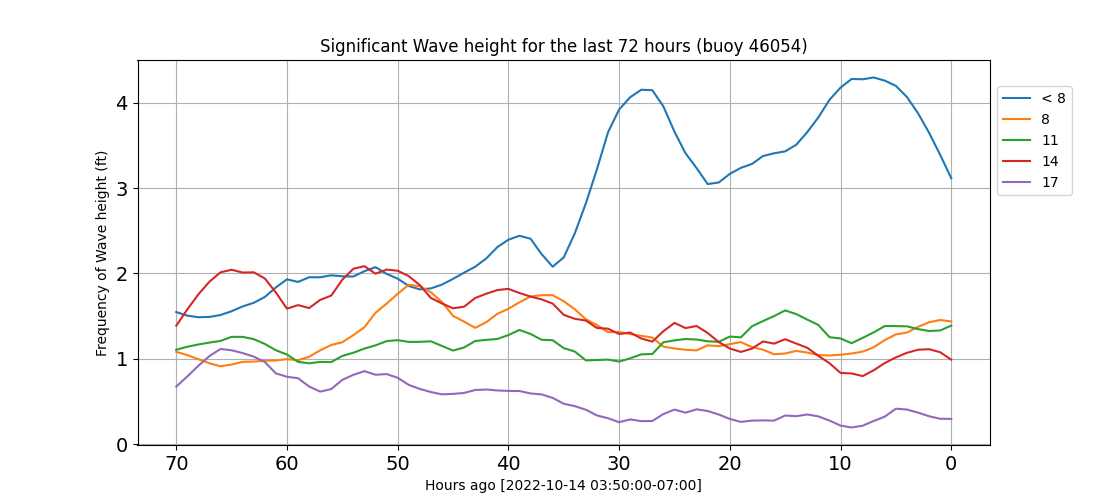 Significant Wave height for the last 72 hours (buoy 46054)
Frequency of Wave height (ft)
4
3
2
1
0
70 60 50 40 30 20 10 0
Hours ago [2022-10-14 03:50:00-07:00]
< 8
8
11
14
17